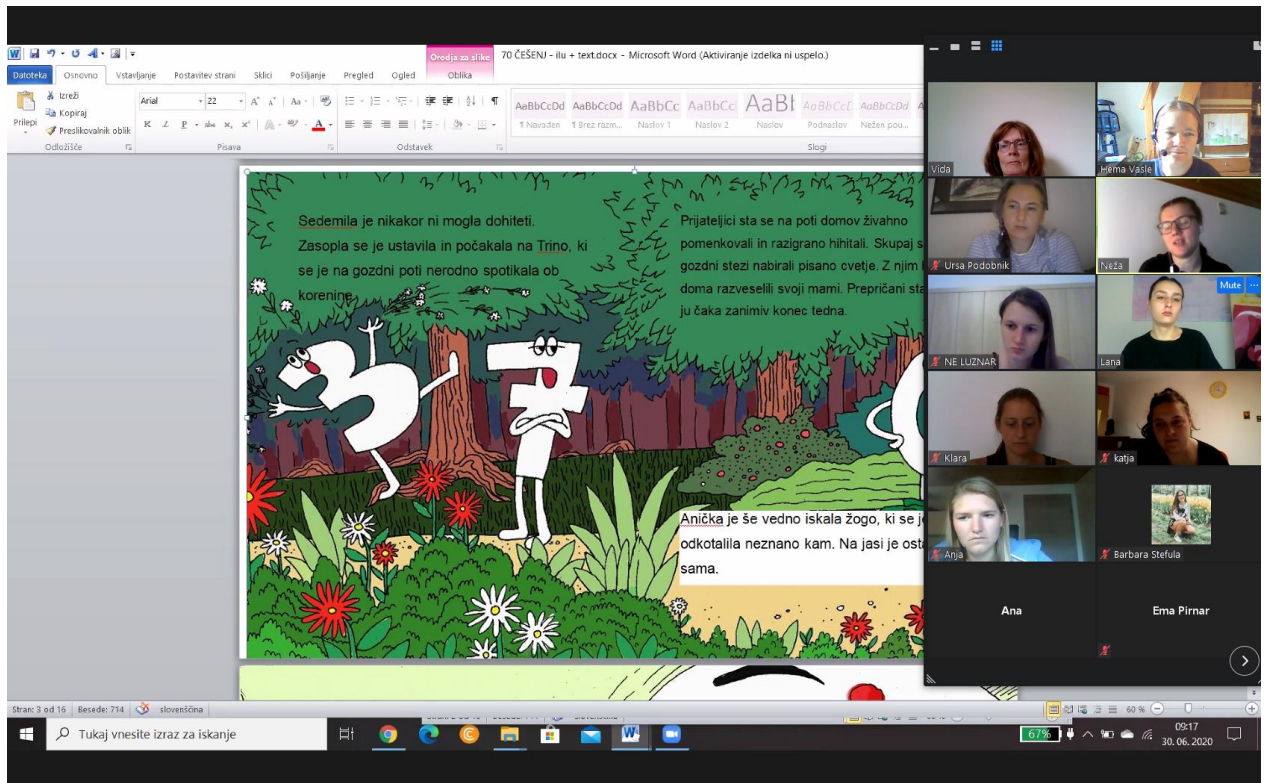 70 ČEŠENJ - ilu + text.docx - Microsoft Word (Aktiviranje izdelka ni uspelo.)
Orodja za slike
Datoteka Osnovno Vstavljanje Postavitev strani Sklici Pošiljanje Pregled Ogled Oblika
Izreži
Kopiraj
Preslikovalnik oblik
Prilepi
Odložišče
Arial 22
Pisava
Odstavek
AaBbCcDd AaBbCcDd AaBbCc AaBbCc AaBl AaBbCcE AaBbCcDd
¶ Navaden ¶ Brez razm... Naslov 1 Naslov 2 Naslov Podnaslov Nežen pou...
Slogi
Sedemila je nikakor ni mogla dohiteti.
Zasopla se je ustavila in počakala na Trino, ki
se je na gozdni poti nerodno spotikala ob
korenine.
Prijateljici sta se na poti domov živahno
pomenkovali in razigrano hihitali. Skupaj s
gozdni stezi nabirali pisano cvetje. Z njim
doma razveselili svoji mami. Prepričani sta
ju čaka zanimiv konec tedna.
Anička je še vedno iskala žogo, ki se je
odkotalila neznano kam. Na jasi je osta
sama.
Vida
Hema Vasle
Ursa Podobnik
Neža
NE LUZNAR
Mute
Lana
Klara
katja
Anja
Barbara Stefula
Ana
Ema Pirnar
Stran: 3 od 16 Besede: 714 slovenščina
60 %
Tukaj vnesite izraz za iskanje
67%
09:17
30. 06. 2020